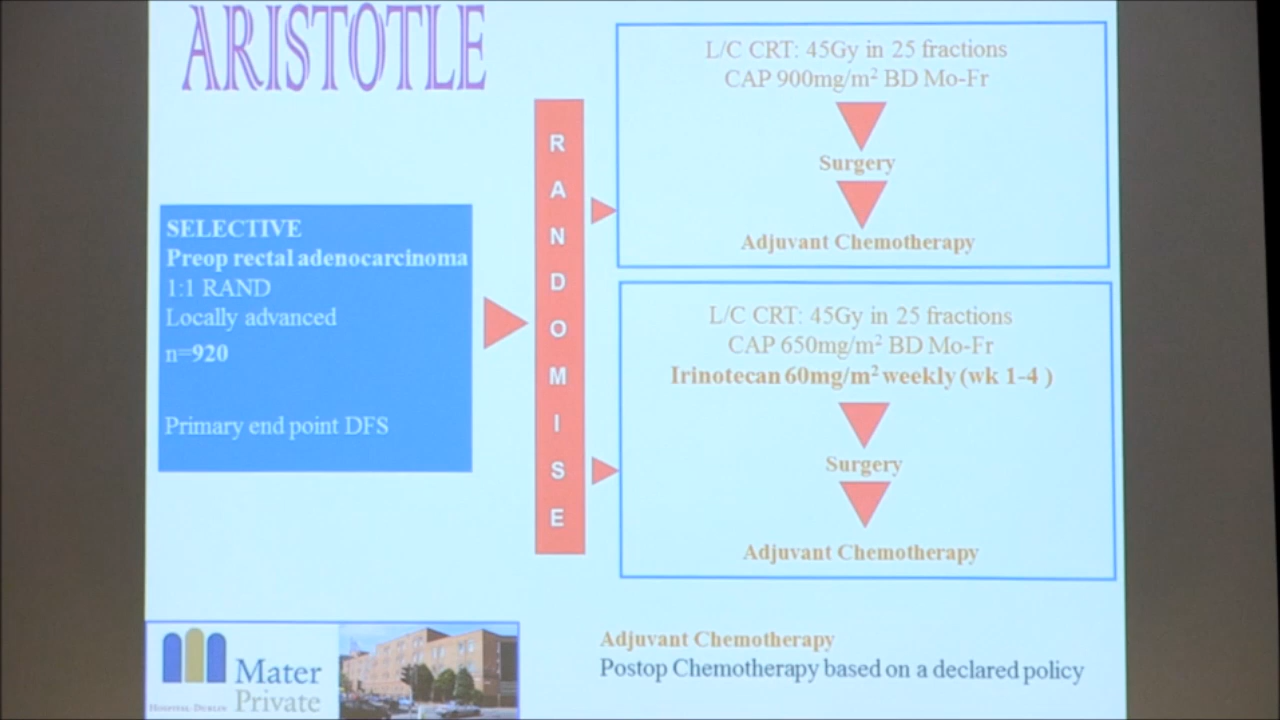 ARISTOTLE
SELECTIVE
Preop rectal adenocarcinoma
1:1 RAND
Locally advanced
n=920
Primary end point DFS
RANDOMISE
L/C CRT: 45Gy in 25 fractions
CAP 900mg/m² BD Mo-Fr
Surgery
Adjuvant Chemotherapy
L/C CRT: 45Gy in 25 fractions
CAP 650mg/m² BD Mo-Fr
Irinotecan 60mg/m² weekly (wk 1-4 )
Surgery
Adjuvant Chemotherapy
Adjuvant Chemotherapy
Postop Chemotherapy based on a declared policy
Mater
Private
Hospital-Dublin